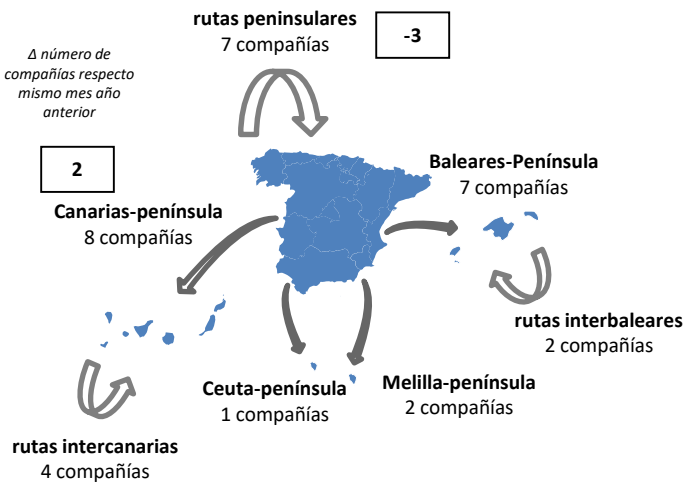 rutas peninsulares
7 compañías
-3
Δ número de
compañías respecto
mismo mes año
anterior
2
Baleares-Península
7 compañías
Canarias-península
8 compañías
rutas interbaleares
2 compañías
Ceuta-península
1 compañías
Melilla-península
2 compañías
rutas intercanarias
4 compañías